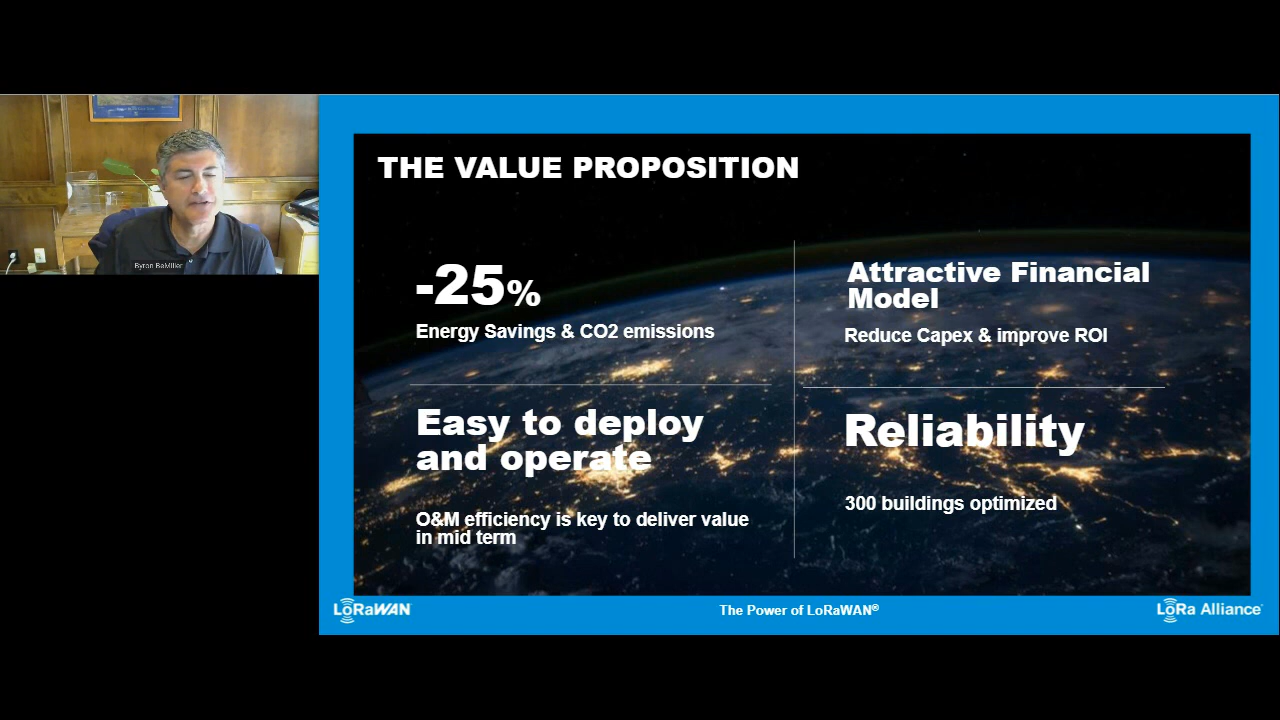 Byron BeMiller
THE VALUE PROPOSITION
-25%
Energy Savings & CO2 emissions
Attractive Financial
Model
Reduce Capex & improve ROI
Easy to deploy
and operate
O&M efficiency is key to deliver value
in mid term
Reliability
300 buildings optimized
LoRaWAN
The Power of LoRaWAN®
LoRa Alliance